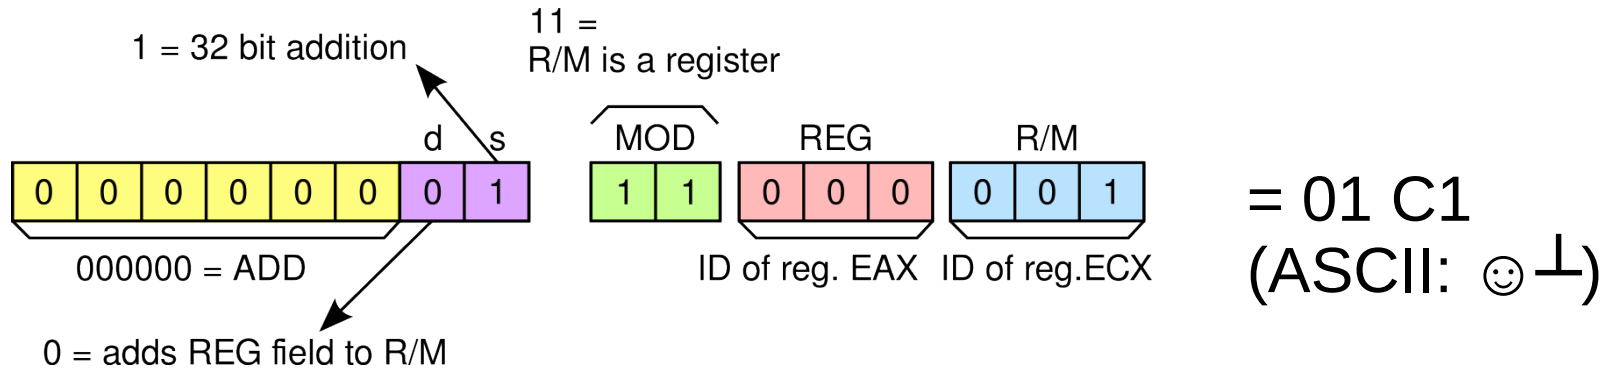 1 = 32 bit addition
11 =
R/M is a register
d s
MOD REG R/M
0 0 0 0 0 0 0 1 1 1 0 0 0 0 0 1
000000 = ADD
ID of reg. EAX ID of reg.ECX
0 = adds REG field to R/M
= 01 C1
(ASCII: ☺┴)